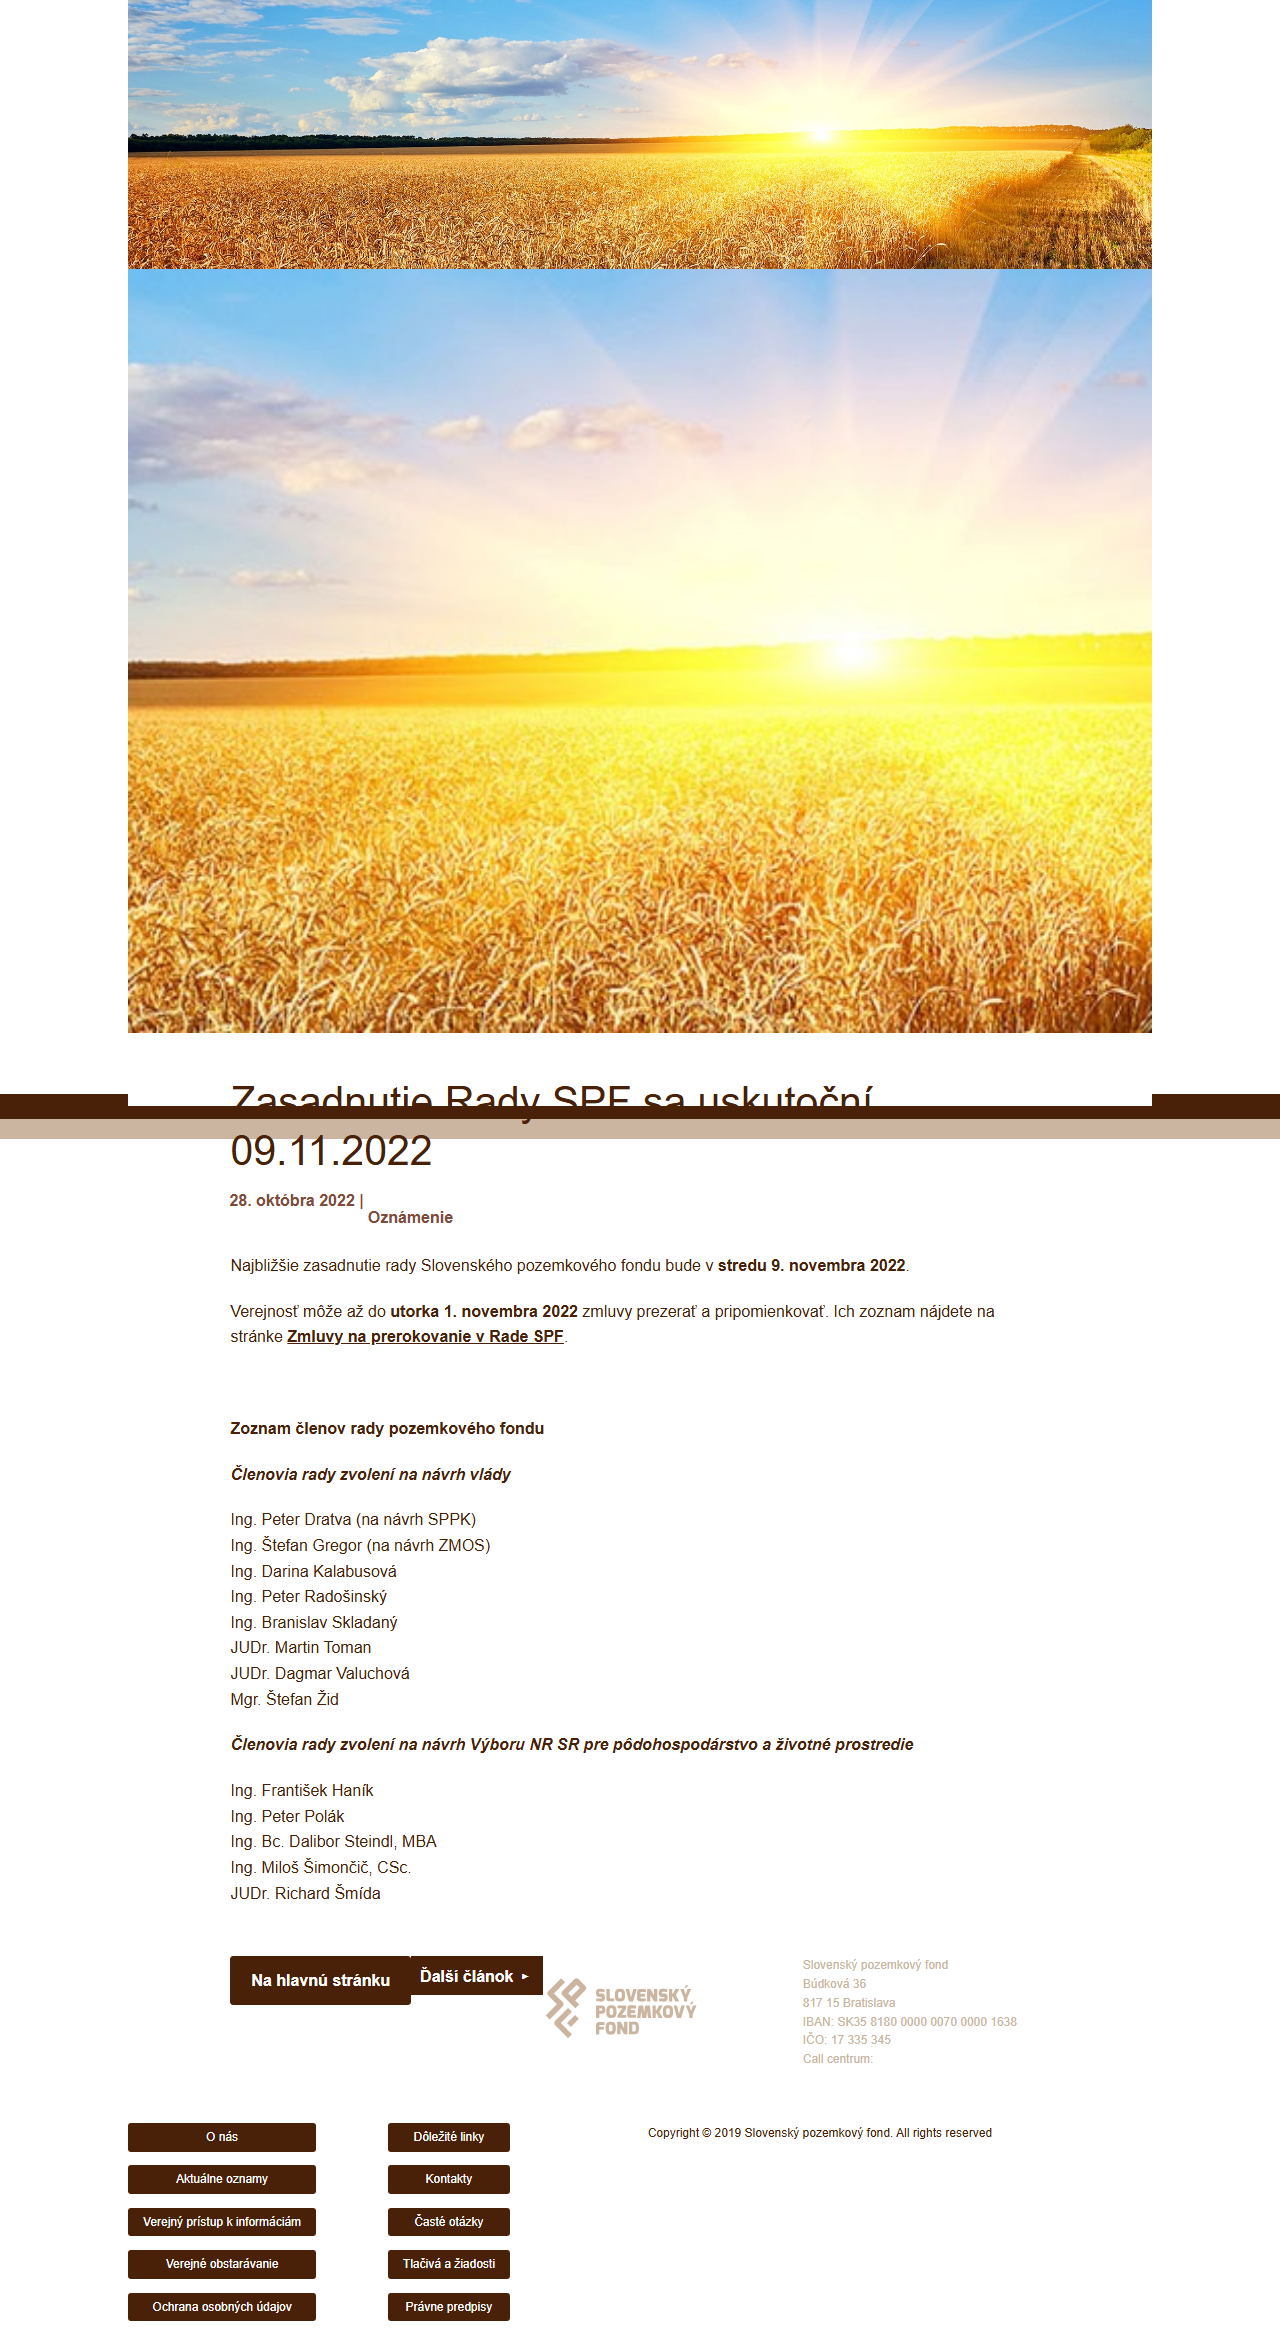 Zasadnutie Rady SPF sa uskutoční
09.11.2022
28. októbra 2022 |
Oznámenie
Najbližšie zasadnutie rady Slovenského pozemkového fondu bude v stredu 9. novembra 2022.
Verejnosť môže až do utorka 1. novembra 2022 zmluvy prezerať a pripomienkovať. Ich zoznam nájdete na
stránke Zmluvy na prerokovanie v Rade SPF.
Zoznam členov rady pozemkového fondu
Členovia rady zvolení na návrh vlády
Ing. Peter Dratva (na návrh SPPK)
Ing. Štefan Gregor (na návrh ZMOS)
Ing. Darina Kalabusová
Ing. Peter Radošinský
Ing. Branislav Skladaný
JUDr. Martin Toman
JUDr. Dagmar Valuchová
Mgr. Štefan Žid
Členovia rady zvolení na návrh Výboru NR SR pre pôdohospodárstvo a životné prostredie
Ing. František Haník
Ing. Peter Polák
Ing. Bc. Dalibor Steindl, MBA
Ing. Miloš Šimončič, CSc.
JUDr. Richard Šmída
Na hlavnú stránku
Ďalší článok ►
SLOVENSKÝ
POZEMKOVÝ
FOND
Slovenský pozemkový fond
Búdková 36
817 15 Bratislava
IBAN: SK35 8180 0000 0070 0000 1638
IČO: 17 335 345
Call centrum:
O nás
Aktuálne oznamy
Verejný prístup k informáciám
Verejné obstarávanie
Ochrana osobných údajov
Dôležité linky
Kontakty
Časté otázky
Tlačivá a žiadosti
Právne predpisy
Copyright © 2019 Slovenský pozemkový fond. All rights reserved